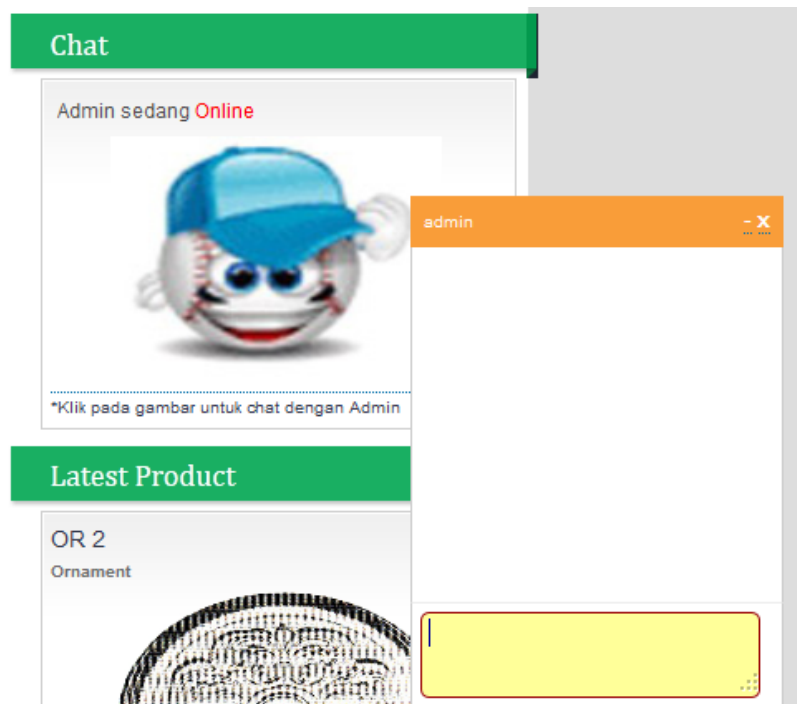 Chat
Admin sedang Online
*Klik pada gambar untuk chat dengan Admin
admin
- X
Latest Product
OR 2
Ornament